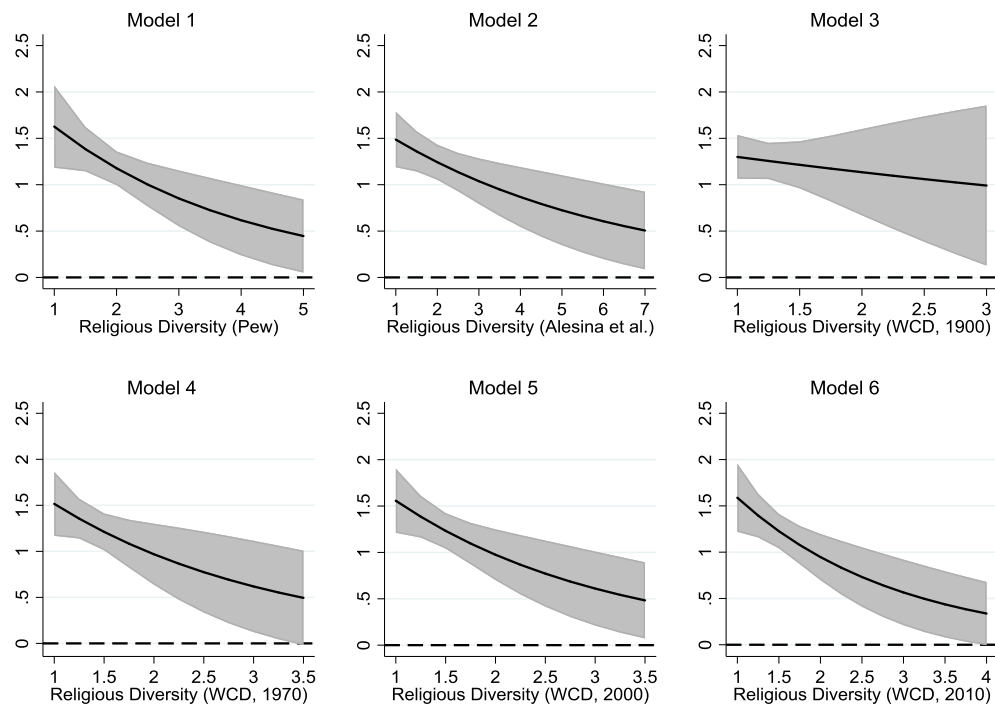 Model 1
2.5
2
1.5
1
.5
0
1 2 3 4 5
Religious Diversity (Pew)
Model 2
2.5
2
1.5
1
.5
0
1 2 3 4 5 6 7
Religious Diversity (Alesina et al.)
Model 3
2.5
2
1.5
1
.5
0
1 1.5 2 2.5 3
Religious Diversity (WCD, 1900)
Model 4
2.5
2
1.5
1
.5
0
1 1.5 2 2.5 3 3.5
Religious Diversity (WCD, 1970)
Model 5
2.5
2
1.5
1
.5
0
1 1.5 2 2.5 3 3.5
Religious Diversity (WCD, 2000)
Model 6
2.5
2
1.5
1
.5
0
1 1.5 2 2.5 3 3.5 4
Religious Diversity (WCD, 2010)